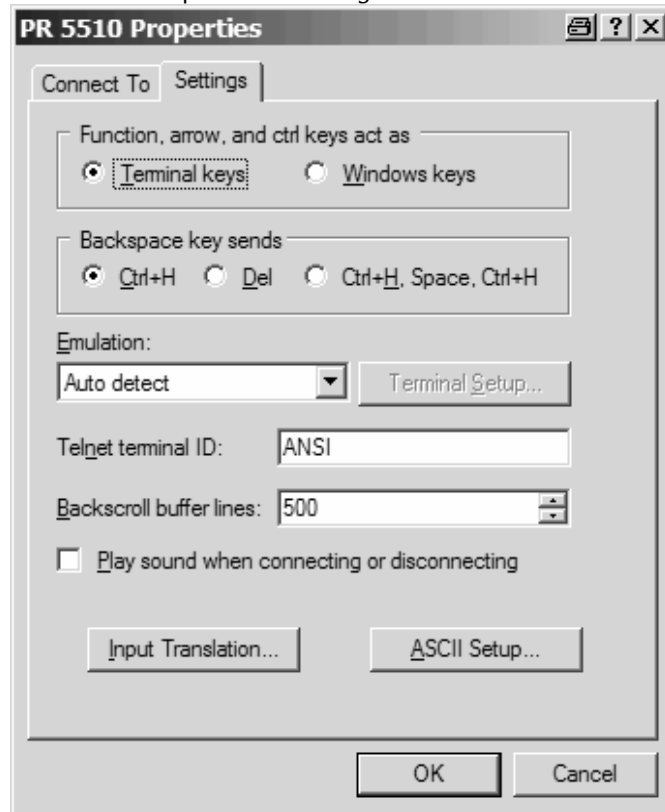 PR 5510 Properties
Connect To Settings
Function, arrow, and ctrl keys act as
Terminal keys Windows keys
Backspace key sends
Ctrl+H Del Ctrl+H, Space, Ctrl+H
Emulation:
Auto detect Terminal Setup...
Telnet terminal ID: ANSI
Backscroll buffer lines: 500
Play sound when connecting or disconnecting
Input Translation... ASCII Setup...
OK Cancel